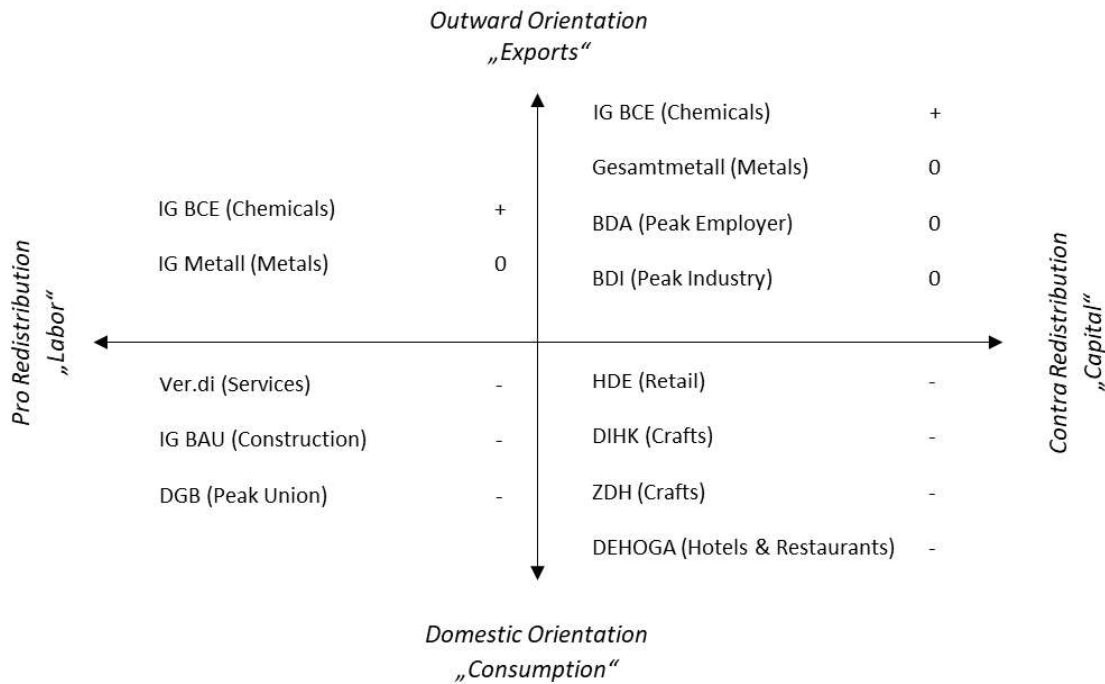 Outward Orientation
„Exports“
IG BCE (Chemicals) +
Gesamtmetall (Metals) 0
BDA (Peak Employer) 0
BDI (Peak Industry) 0
IG BCE (Chemicals) +
IG Metall (Metals) 0
Pro Redistribution
„Labor“
Contra Redistribution
„Capital“
Ver.di (Services) -
IG BAU (Construction) -
DGB (Peak Union) -
HDE (Retail) -
DIHK (Crafts) -
ZDH (Crafts) -
DEHOGA (Hotels & Restaurants) -
Domestic Orientation
„Consumption“